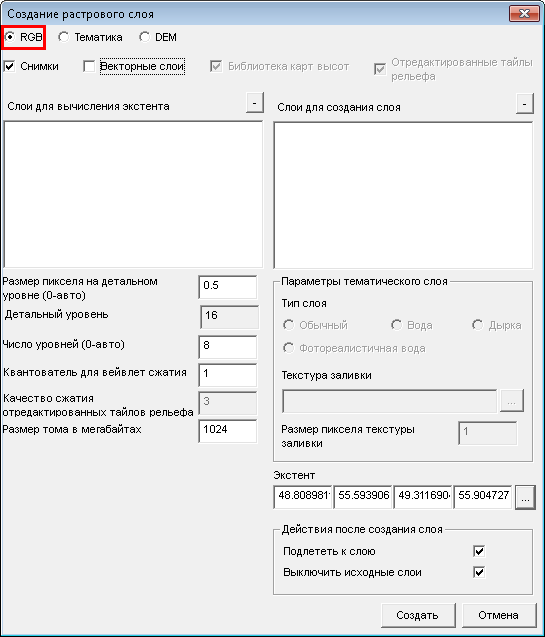 Создание растрового слоя
RGB Тематика DEM
Снимки Векторные слои Библиотека карт высот Отредактированные тайлы
рельефа
Слои для вычисления экстента - Слои для создания слоя -
Размер пикселя на детальном
уровне (0-авто) 0.5
Детальный уровень 16
Число уровней (0-авто) 8
Квантователь для вейвлет сжатия 1
Качество сжатия
отредактированных тайлов рельефа 3
Размер тома в мегабайтах 1024
Параметры тематического слоя
Тип слоя
Обычный Вода Дырка
Фотореалистичная вода
Текстура заливки
...
Размер пикселя текстуры
заливки 1
Экстент
48.808981 55.593906 49.311690 55.904727 ...
Действия после создания слоя
Подлететь к слою
Выключить исходные слои
Создать Отмена